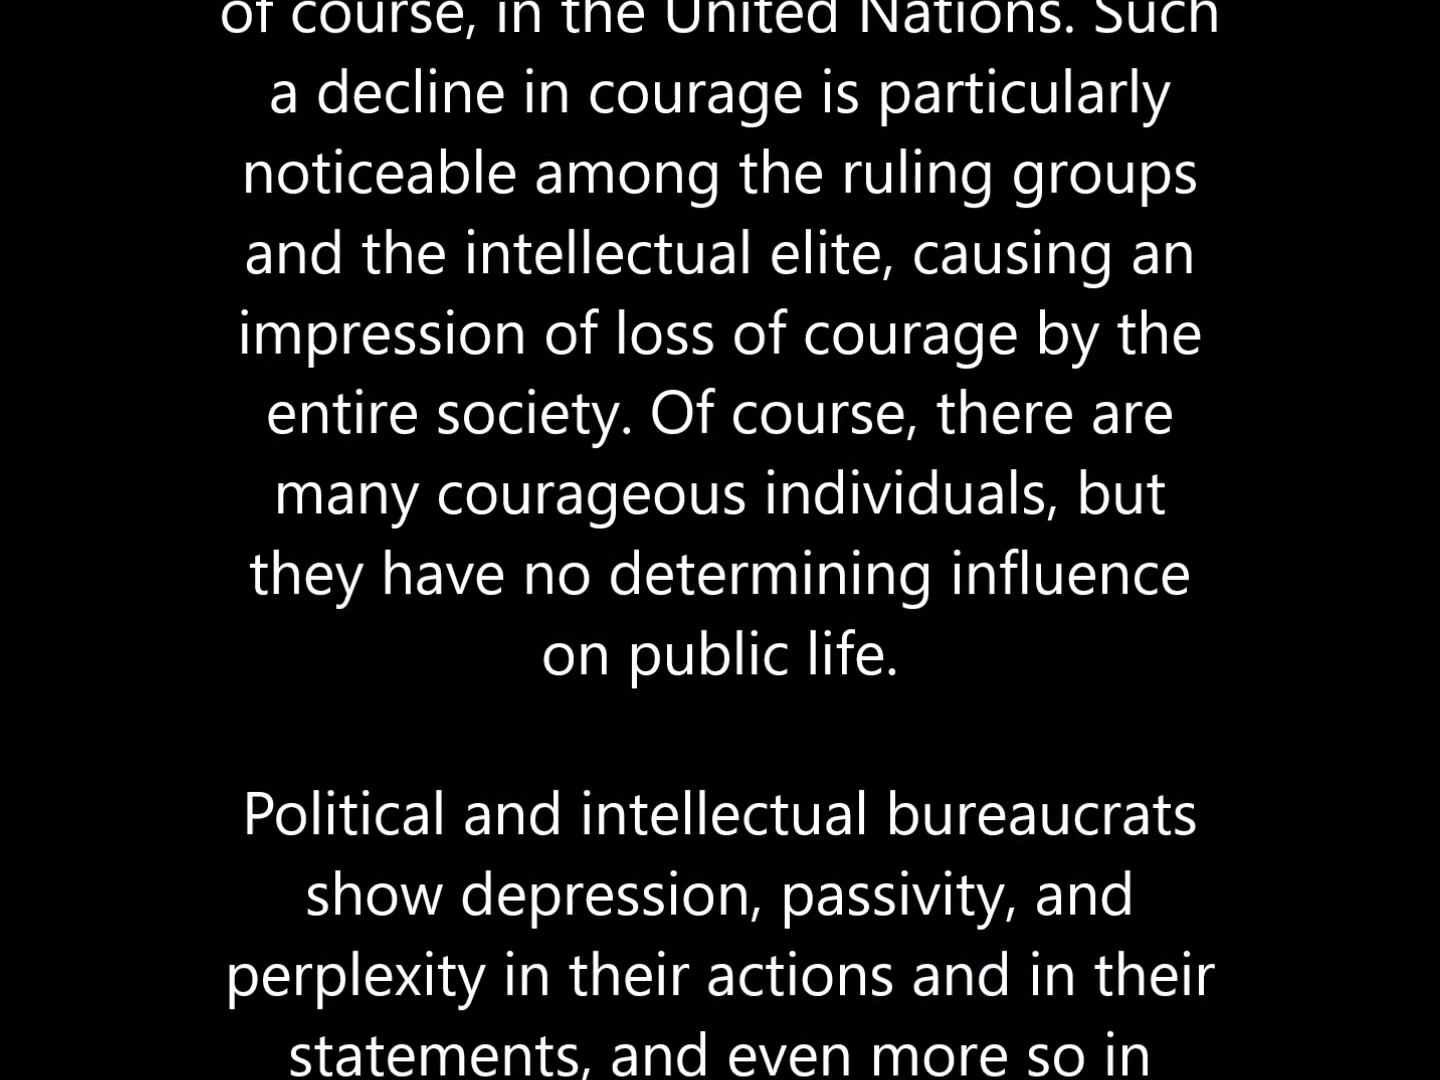 of course, in the United Nations. Such
a decline in courage is particularly
noticeable among the ruling groups
and the intellectual elite, causing an
impression of loss of courage by the
entire society. Of course, there are
many courageous individuals, but
they have no determining influence
on public life.
Political and intellectual bureaucrats
show depression, passivity, and
perplexity in their actions and in their
statements, and even more so in